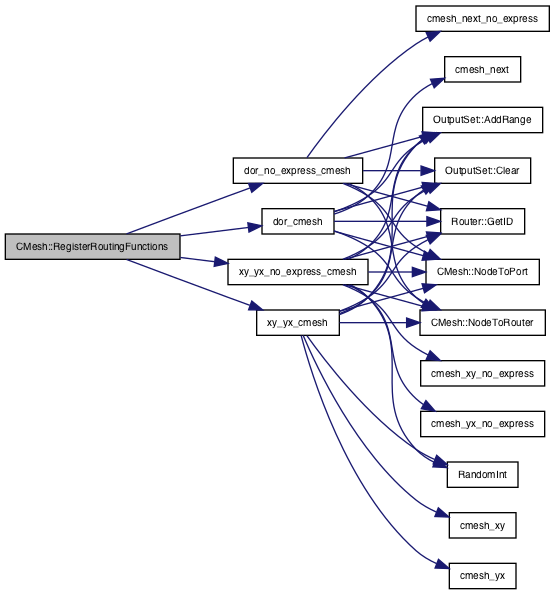 CMesh::RegisterRoutingFunctions
dor_no_express_cmesh
dor_cmesh
xy_yx_no_express_cmesh
xy_yx_cmesh
cmesh_next_no_express
cmesh_next
OutputSet::AddRange
OutputSet::Clear
Router::GetID
CMesh::NodeToPort
CMesh::NodeToRouter
cmesh_xy_no_express
cmesh_yx_no_express
RandomInt
cmesh_xy
cmesh_yx